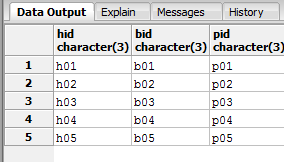 Data Output Explain Messages History
hid bid pid
character(3) character(3) character(3)
1 h01 b01 p01
2 h02 b02 p02
3 h03 b03 p03
4 h04 b04 p04
5 h05 b05 p05